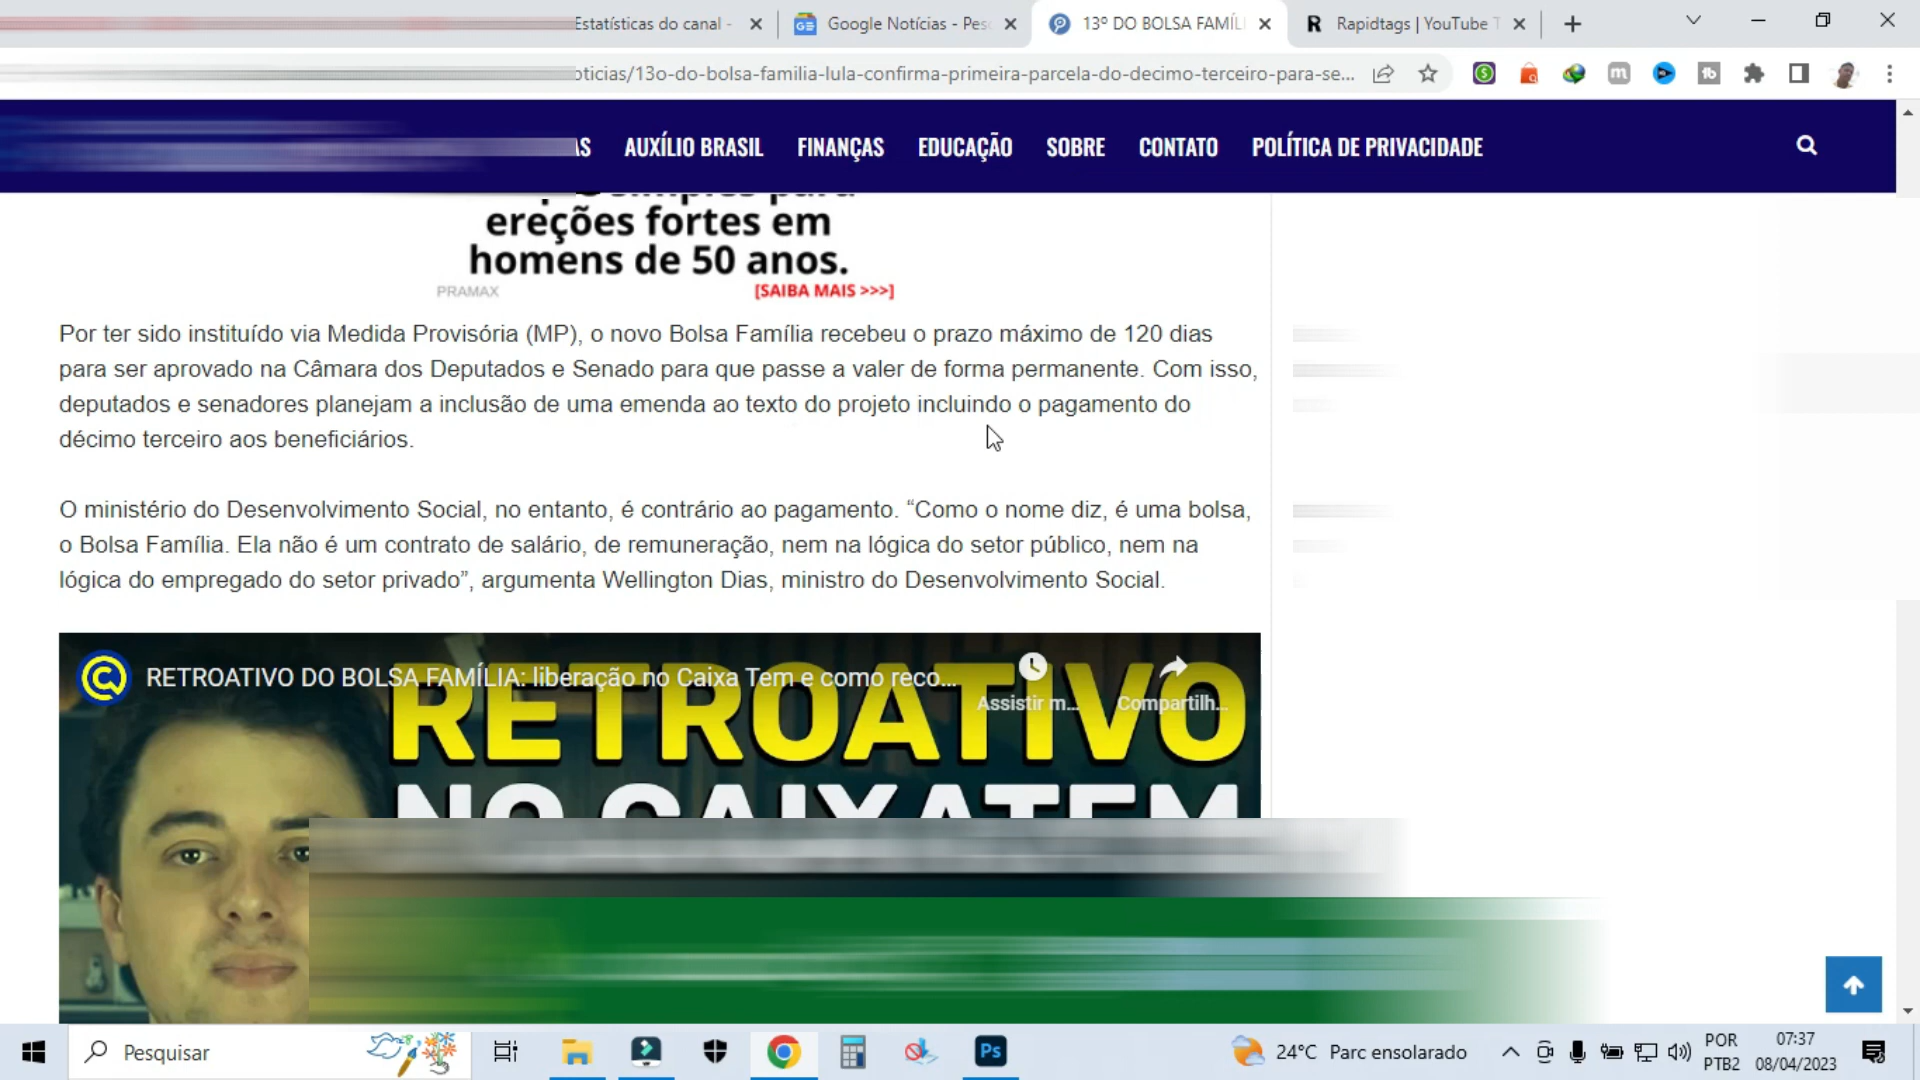 Estatísticas do canal -
Google Notícias - Pes
13º DO BOLSA FAMÍL
Rapidtags | YouTube T
oticias/13o-do-bolsa-familia-lula-confirma-primeira-parcela-do-decimo-terceiro-para-se...
AS AUXÍLIO BRASIL FINANÇAS EDUCAÇÃO SOBRE CONTATO POLÍTICA DE PRIVACIDADE
simples para
ereções fortes em
homens de 50 anos.
PRAMAX [SAIBA MAIS >>>]
Por ter sido instituído via Medida Provisória (MP), o novo Bolsa Família recebeu o prazo máximo de 120 dias
para ser aprovado na Câmara dos Deputados e Senado para que passe a valer de forma permanente. Com isso,
deputados e senadores planejam a inclusão de uma emenda ao texto do projeto incluindo o pagamento do
décimo terceiro aos beneficiários.
O ministério do Desenvolvimento Social, no entanto, é contrário ao pagamento. “Como o nome diz, é uma bolsa,
o Bolsa Família. Ela não é um contrato de salário, de remuneração, nem na lógica do setor público, nem na
lógica do empregado do setor privado”, argumenta Wellington Dias, ministro do Desenvolvimento Social.
RETROATIVO DO BOLSA FAMÍLIA: liberação no Caixa Tem e como reco...
Assistir m... Compartilh...
RETROATIVO
NO CAIXATEM
Pesquisar
Ps
24°C Parc ensolarado
POR
PTB2
07:37
08/04/2023